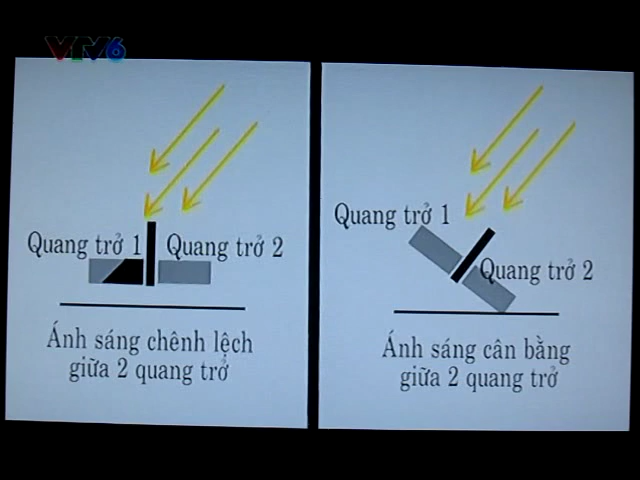 VTV6
Quang trở 1
Quang trở 2
Ánh sáng chênh lệch
giữa 2 quang trở
Quang trở 1
Quang trở 2
Ánh sáng cân bằng
giữa 2 quang trở